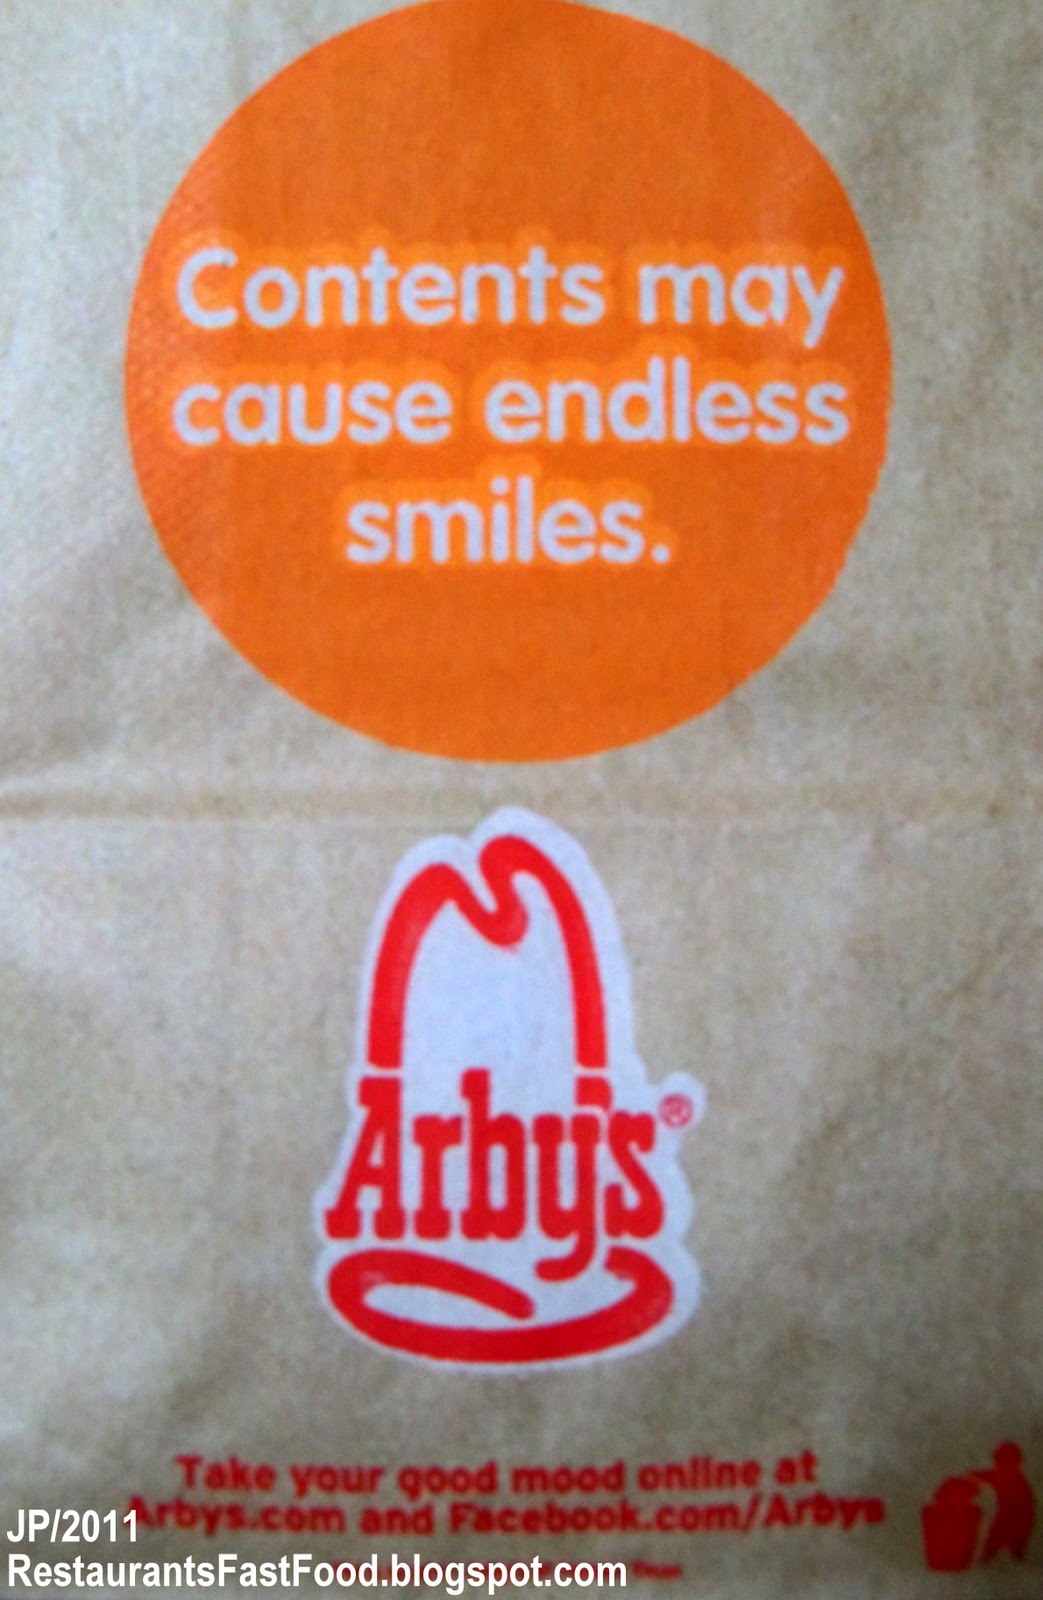 Contents may
cause endless
smiles.
Arby's®
Take your good mood online at
Arbys.com and Facebook.com/Arbys
JP/2011
RestaurantsFastFood.blogspot.com